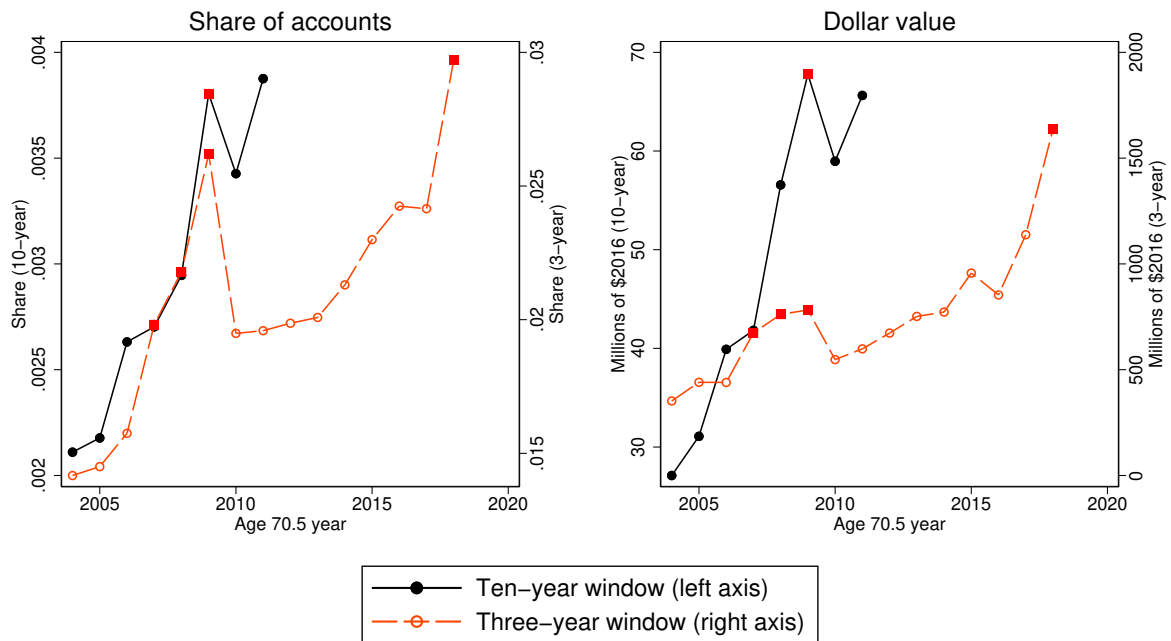 Share of accounts
.002 .0025 .003 .0035 .004
Share (10−year)
.015 .02 .025 .03
Share (3−year)
2005 2010 2015 2020
Age 70.5 year
Dollar value
70
60
50
40
30
Millions of $2016 (10−year)
0 500 1000 1500 2000
Millions of $2016 (3−year)
2005 2010 2015 2020
Age 70.5 year
Ten−year window (left axis)
Three−year window (right axis)